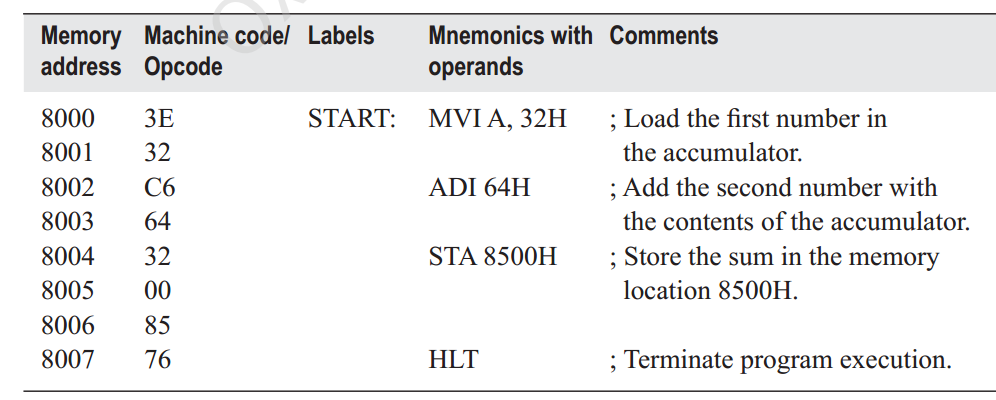 Memory address Machine code/ Opcode Labels Mnemonics with operands Comments
8000 3E START: MVI A, 32H ; Load the first number in
8001 32 the accumulator.
8002 C6 ADI 64H ; Add the second number with
8003 64 the contents of the accumulator.
8004 32 STA 8500H ; Store the sum in the memory
8005 00 location 8500H.
8006 85
8007 76 HLT ; Terminate program execution.